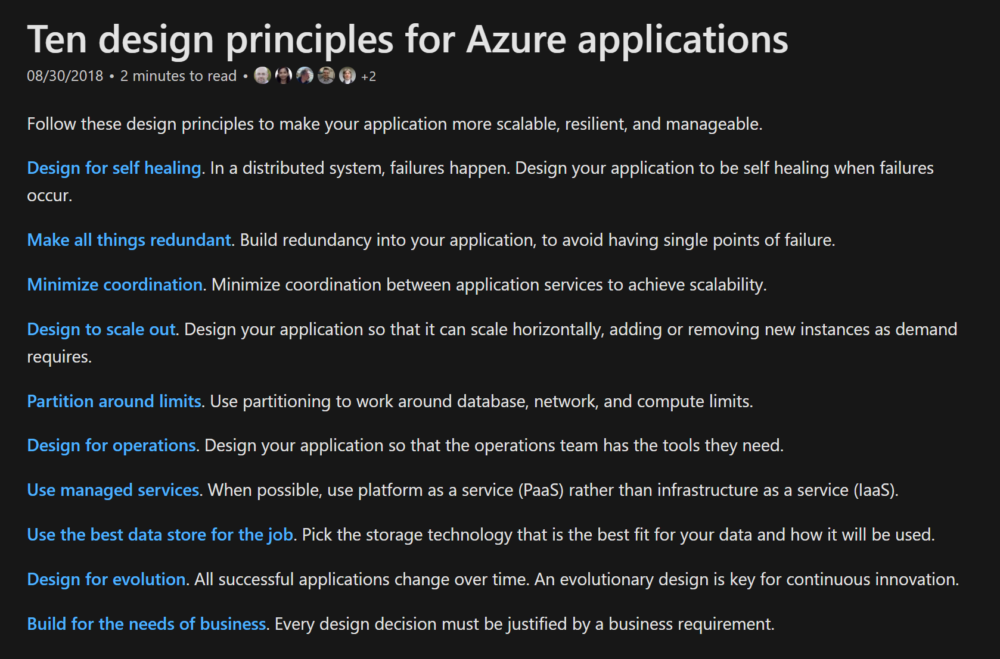 Ten design principles for Azure applications
08/30/2018 • 2 minutes to read • +2
Follow these design principles to make your application more scalable, resilient, and manageable.
Design for self healing. In a distributed system, failures happen. Design your application to be self healing when failures
occur.
Make all things redundant. Build redundancy into your application, to avoid having single points of failure.
Minimize coordination. Minimize coordination between application services to achieve scalability.
Design to scale out. Design your application so that it can scale horizontally, adding or removing new instances as demand
requires.
Partition around limits. Use partitioning to work around database, network, and compute limits.
Design for operations. Design your application so that the operations team has the tools they need.
Use managed services. When possible, use platform as a service (PaaS) rather than infrastructure as a service (IaaS).
Use the best data store for the job. Pick the storage technology that is the best fit for your data and how it will be used.
Design for evolution. All successful applications change over time. An evolutionary design is key for continuous innovation.
Build for the needs of business. Every design decision must be justified by a business requirement.